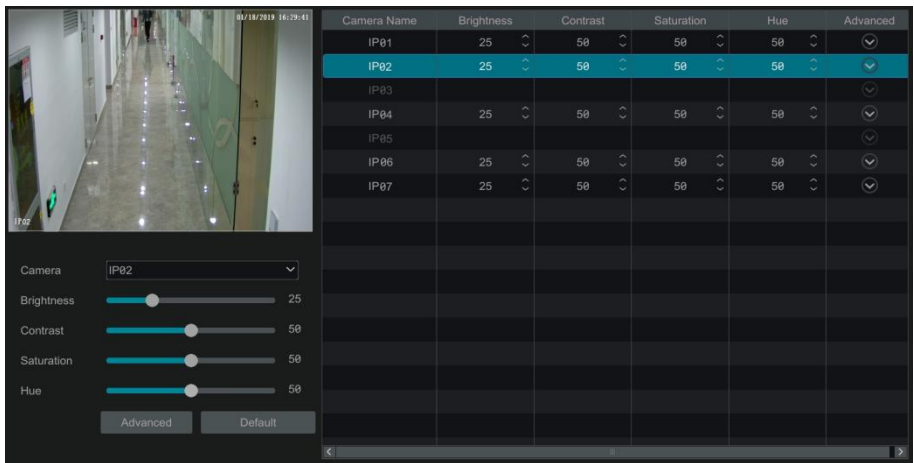 01/18/2019 16:29:41
IP02
Camera IP02
Brightness 25
Contrast 50
Saturation 50
Hue 50
Advanced Default
Camera Name Brightness Contrast Saturation Hue Advanced
IP01 25 50 50 50
IP02 25 50 50 50
IP03
IP04 25 50 50 50
IP05
IP06 25 50 50 50
IP07 25 50 50 50